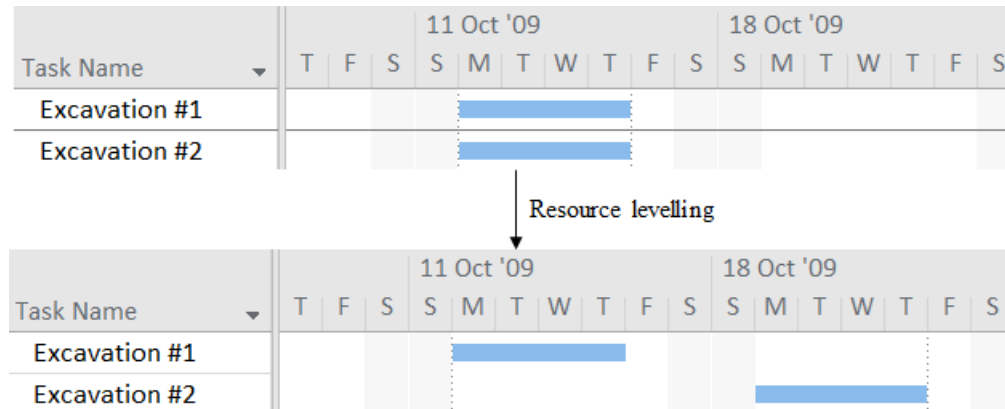 11 Oct '09 18 Oct '09
Task Name T F S S M T W T F S S M T W T F S
Excavation #1
Excavation #2
Resource levelling
11 Oct '09 18 Oct '09
Task Name T F S S M T W T F S S M T W T F S
Excavation #1
Excavation #2